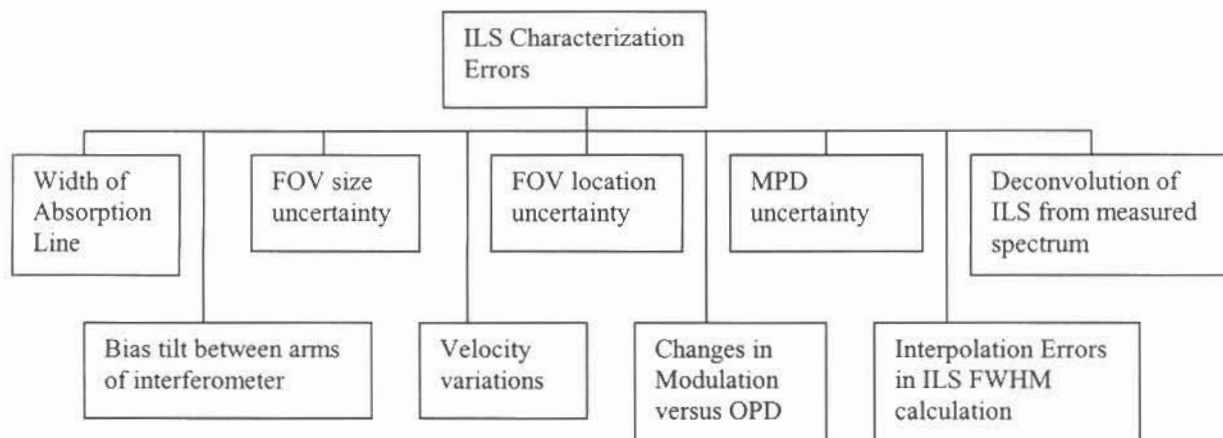 ILS Characterization
Errors
Width of
Absorption
Line
FOV size
uncertainty
FOV location
uncertainty
MPD
uncertainty
Deconvolution of
ILS from measured
spectrum
Bias tilt between arms
of interferometer
Velocity
variations
Changes in
Modulation
versus OPD
Interpolation Errors
in ILS FWHM
calculation